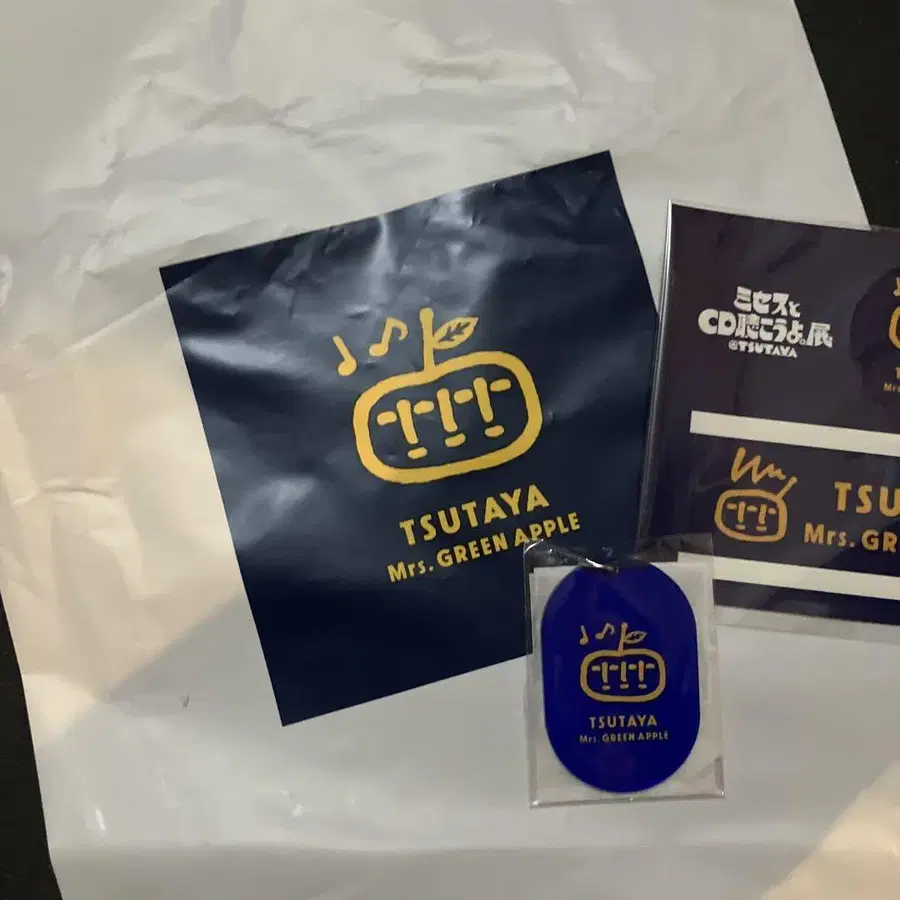 TSUTAYA
Mrs. GREEN APPLE
ミセスと
CD聴こうよ。展
@TSUTAYA
TSU
Mrs. GR
TSUTAYA
Mrs. GREEN APPLE